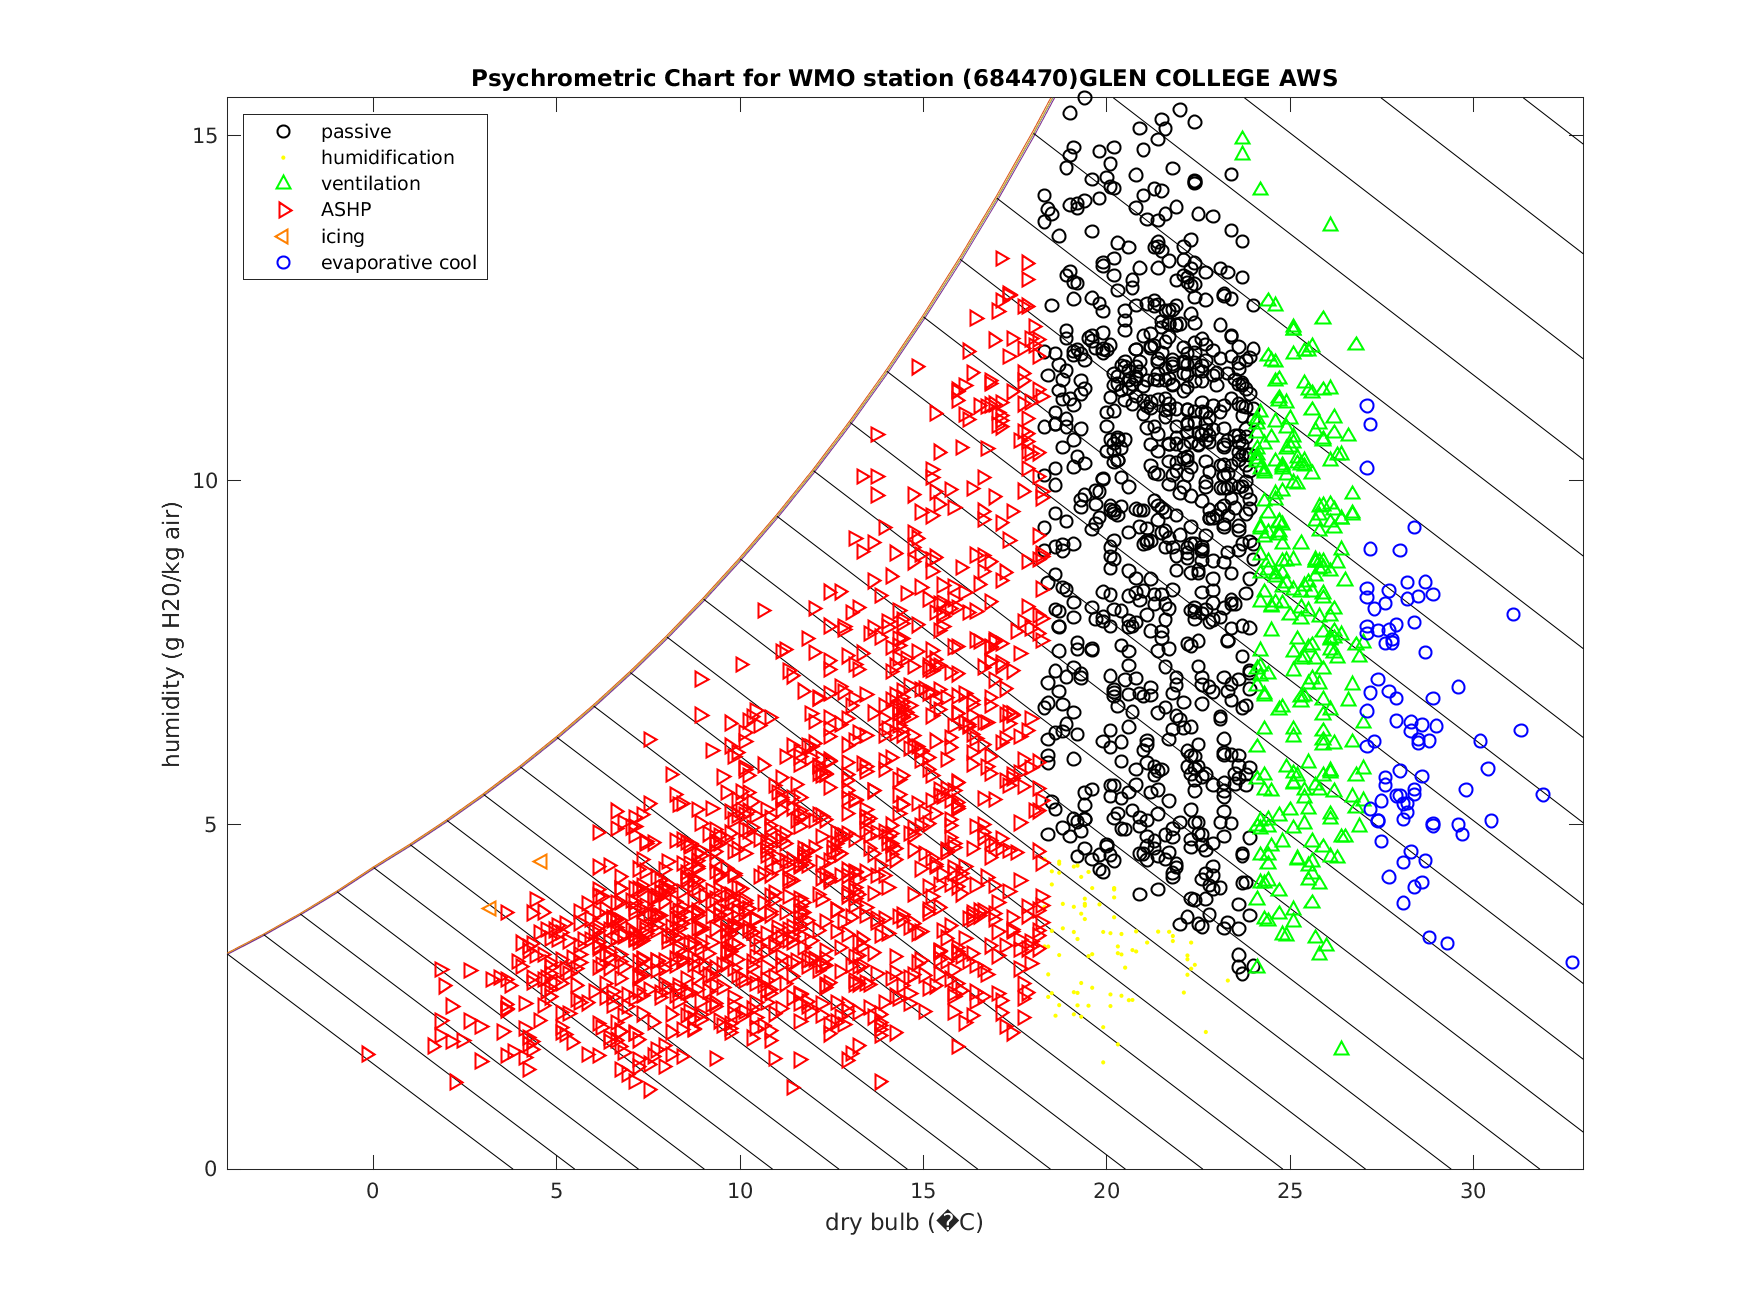 Psychrometric Chart for WMO station (684470)GLEN COLLEGE AWS
passive
humidification
ventilation
ASHP
icing
evaporative cool
humidity (g H20/kg air)
15
10
5
0
0 5 10 15 20 25 30
dry bulb (�C)